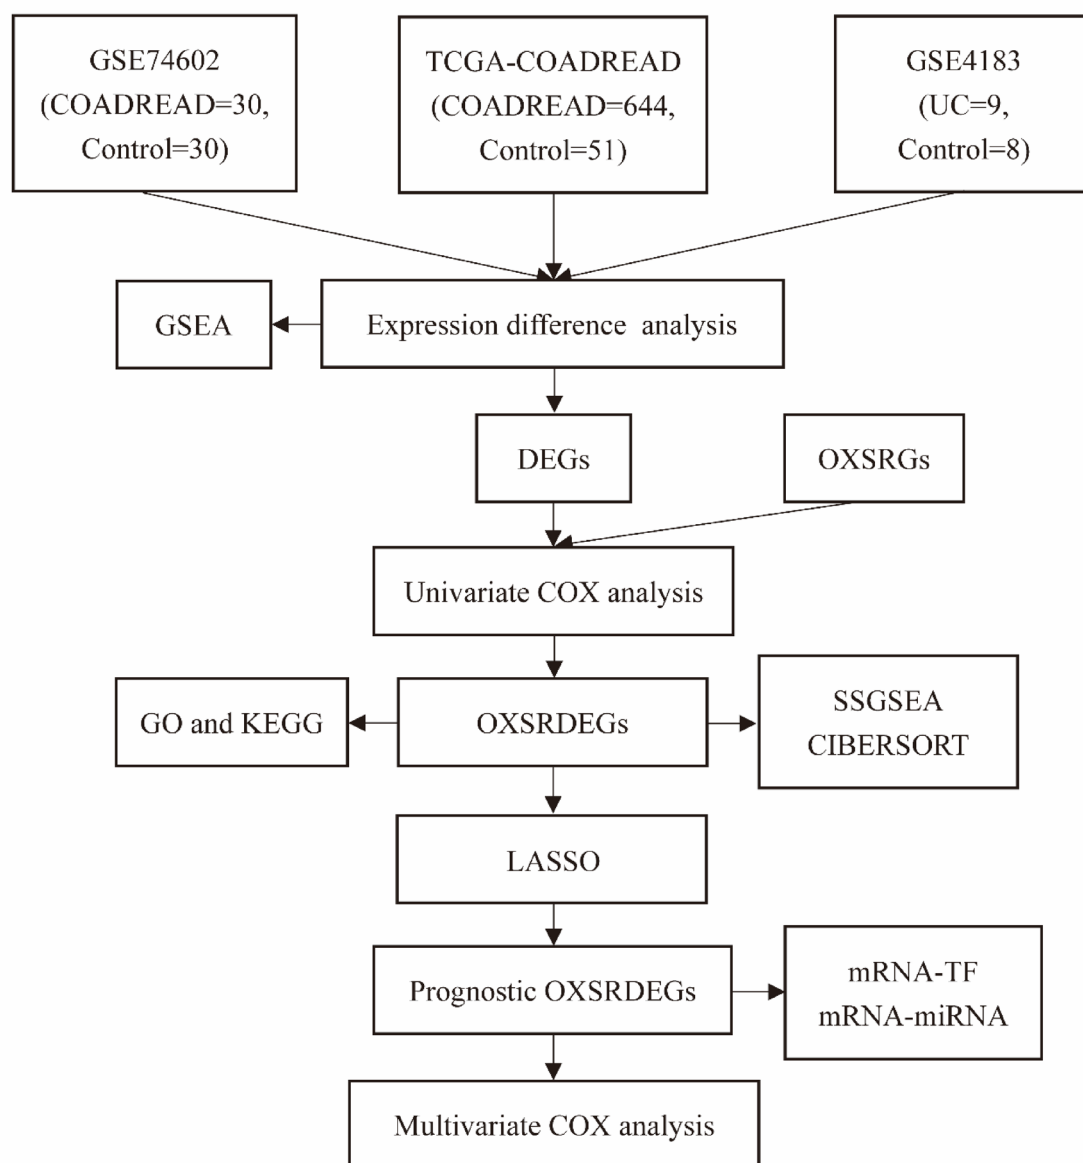 GSE74602
(COADREAD=30,
Control=30)
TCGA-COADREAD
(COADREAD=644,
Control=51)
GSE4183
(UC=9,
Control=8)
GSEA
Expression difference analysis
DEGs
OXSRGs
Univariate COX analysis
GO and KEGG
OXSRDEGs
SSGSEA
CIBERSORT
LASSO
Prognostic OXSRDEGs
mRNA-TF
mRNA-miRNA
Multivariate COX analysis